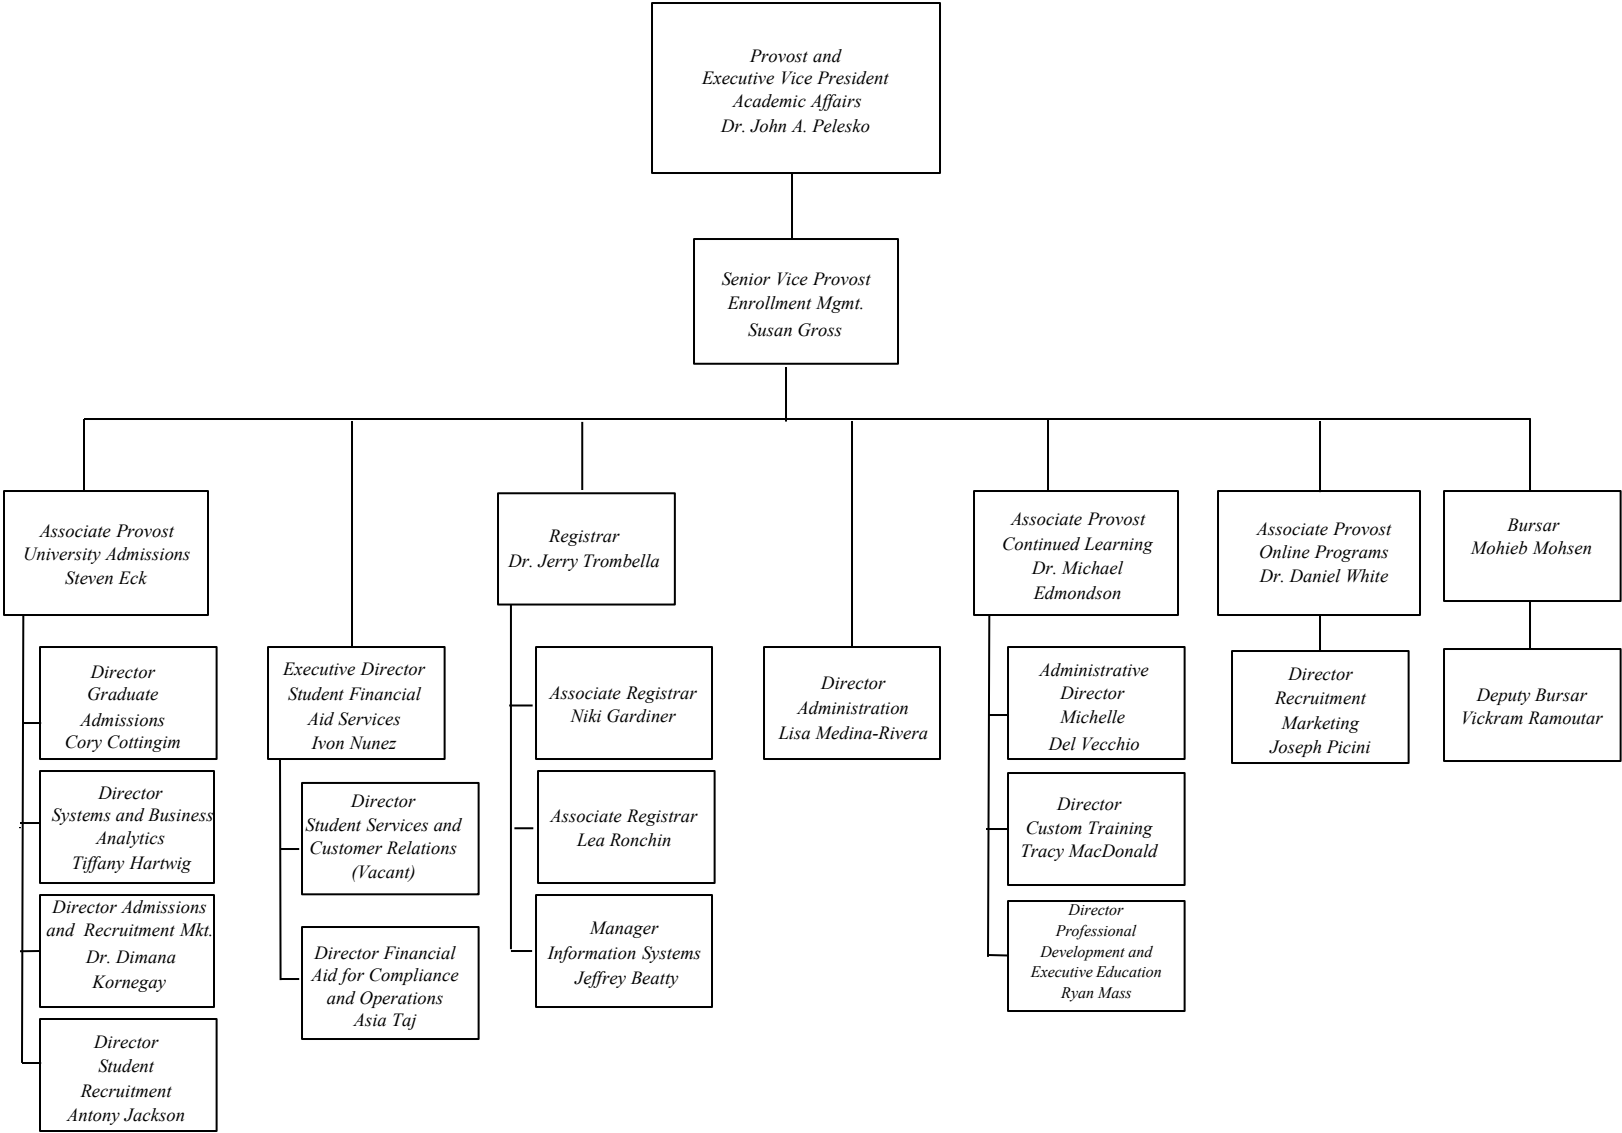 Provost and
Executive Vice President
Academic Affairs
Dr. John A. Pelesko
Senior Vice Provost
Enrollment Mgmt.
Susan Gross
Associate Provost
University Admissions
Steven Eck
Director
Graduate
Admissions
Cory Cottingim
Director
Systems and Business
Analytics
Tiffany Hartwig
Director Admissions
and Recruitment Mkt.
Dr. Dimana
Kornegay
Director
Student
Recruitment
Antony Jackson
Executive Director
Student Financial
Aid Services
Ivon Nunez
Director
Student Services and
Customer Relations
(Vacant)
Director Financial
Aid for Compliance
and Operations
Asia Taj
Registrar
Dr. Jerry Trombella
Associate Registrar
Niki Gardiner
Associate Registrar
Lea Ronchin
Manager
Information Systems
Jeffrey Beatty
Director
Administration
Lisa Medina-Rivera
Associate Provost
Continued Learning
Dr. Michael
Edmondson
Administrative
Director
Michelle
Del Vecchio
Director
Custom Training
Tracy MacDonald
Director
Professional
Development and
Executive Education
Ryan Mass
Associate Provost
Online Programs
Dr. Daniel White
Director
Recruitment
Marketing
Joseph Picini
Bursar
Mohieb Mohsen
Deputy Bursar
Vickram Ramoutar